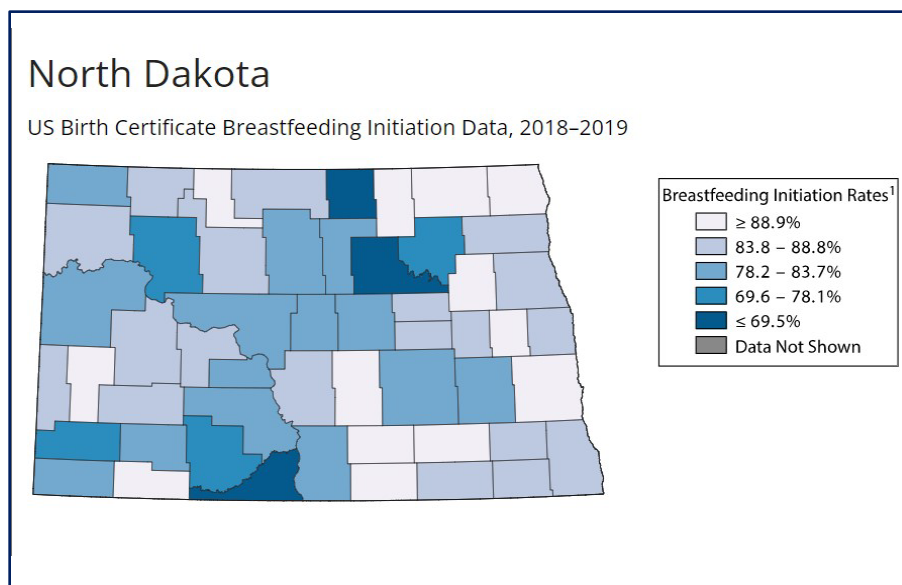 North Dakota
US Birth Certificate Breastfeeding Initiation Data, 2018–2019
Breastfeeding Initiation Rates¹
≥ 88.9%
83.8 – 88.8%
78.2 – 83.7%
69.6 – 78.1%
≤ 69.5%
Data Not Shown